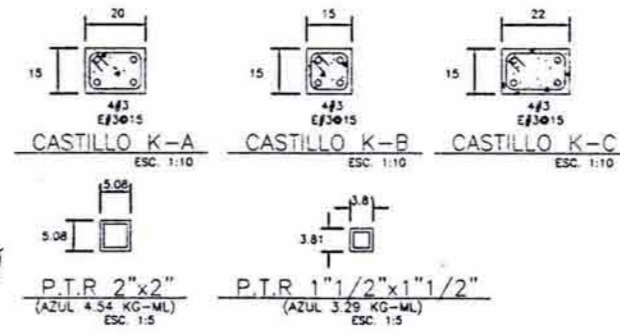 20
15
4#3
E#3@15
CASTILLO K-A
ESC. 1:10
15
15
4#3
E#3@15
CASTILLO K-B
ESC. 1:10
22
15
4#3
E#3@15
CASTILLO K-C
ESC. 1:10
5.08
5.08
P.T.R 2"x2"
(AZUL 4.54 KG-ML)
ESC. 1:5
3.81
3.81
P.T.R 1"1/2"x1"1/2"
(AZUL 3.29 KG-ML)
ESC. 1:5